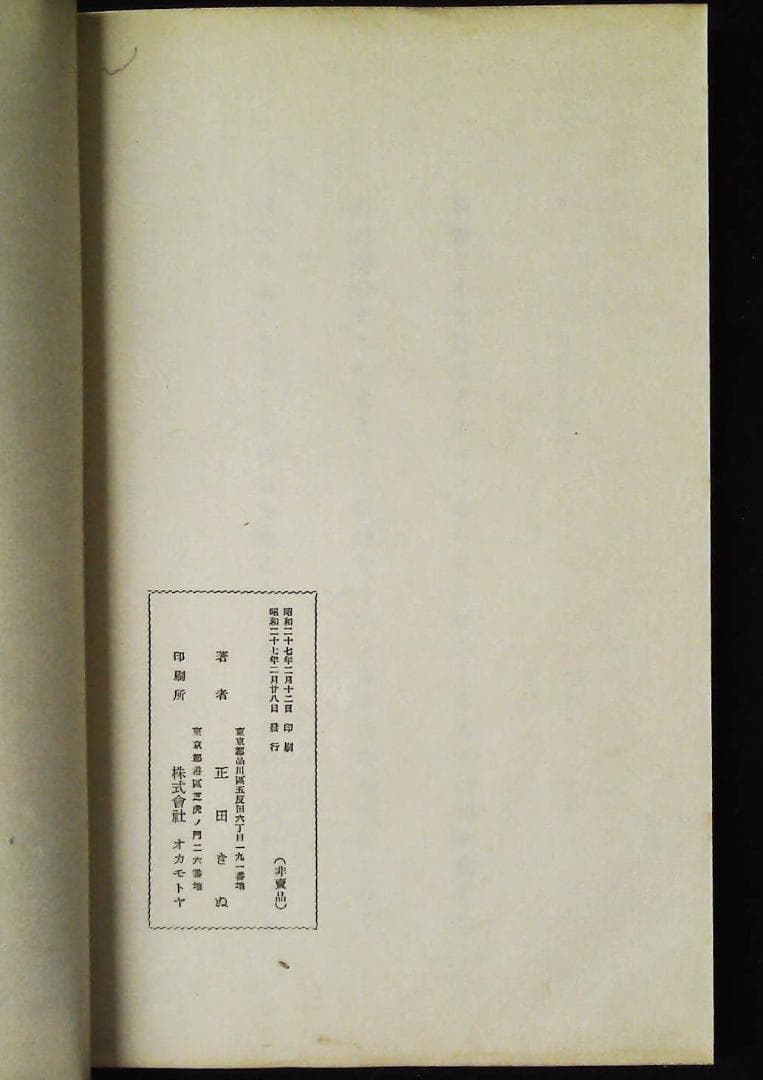 昭和二十七年二月十二日 印刷
昭和二十七年二月廿八日 發行
(非賣品)
東京都品川區五反田六丁目一九一番地
著者 正田きぬ
東京都港區芝虎ノ門二六番地
印刷所 株式會社 オカモトヤ